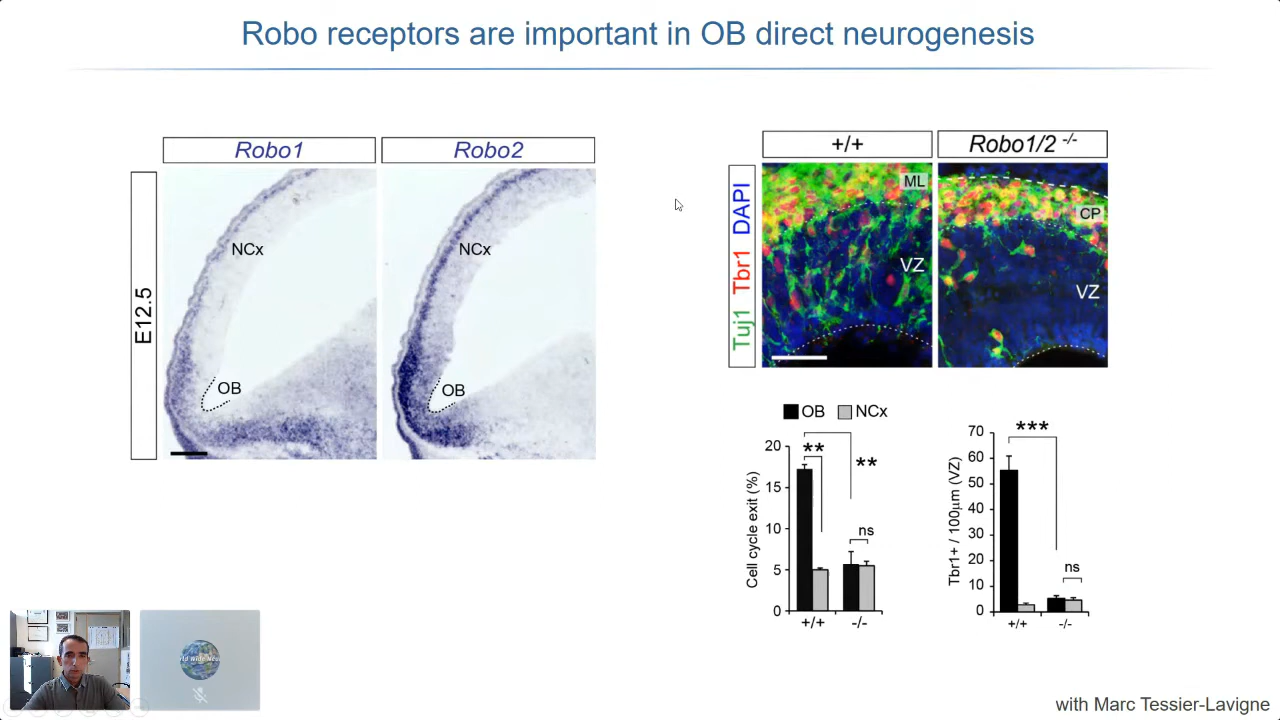 Robo receptors are important in OB direct neurogenesis
Robo1
Robo2
E12.5
NCx
OB
NCx
OB
+/+
Robo1/2 -/-
Tuj1 Tbr1 DAPI
ML
VZ
CP
VZ
OB NCx
Cell cycle exit (%)
20
15
10
5
0
**
**
ns
+/+
-/-
Tbr1+ / 100μm (VZ)
70
60
50
40
30
20
10
0
***
ns
+/+
-/-
with Marc Tessier-Lavigne